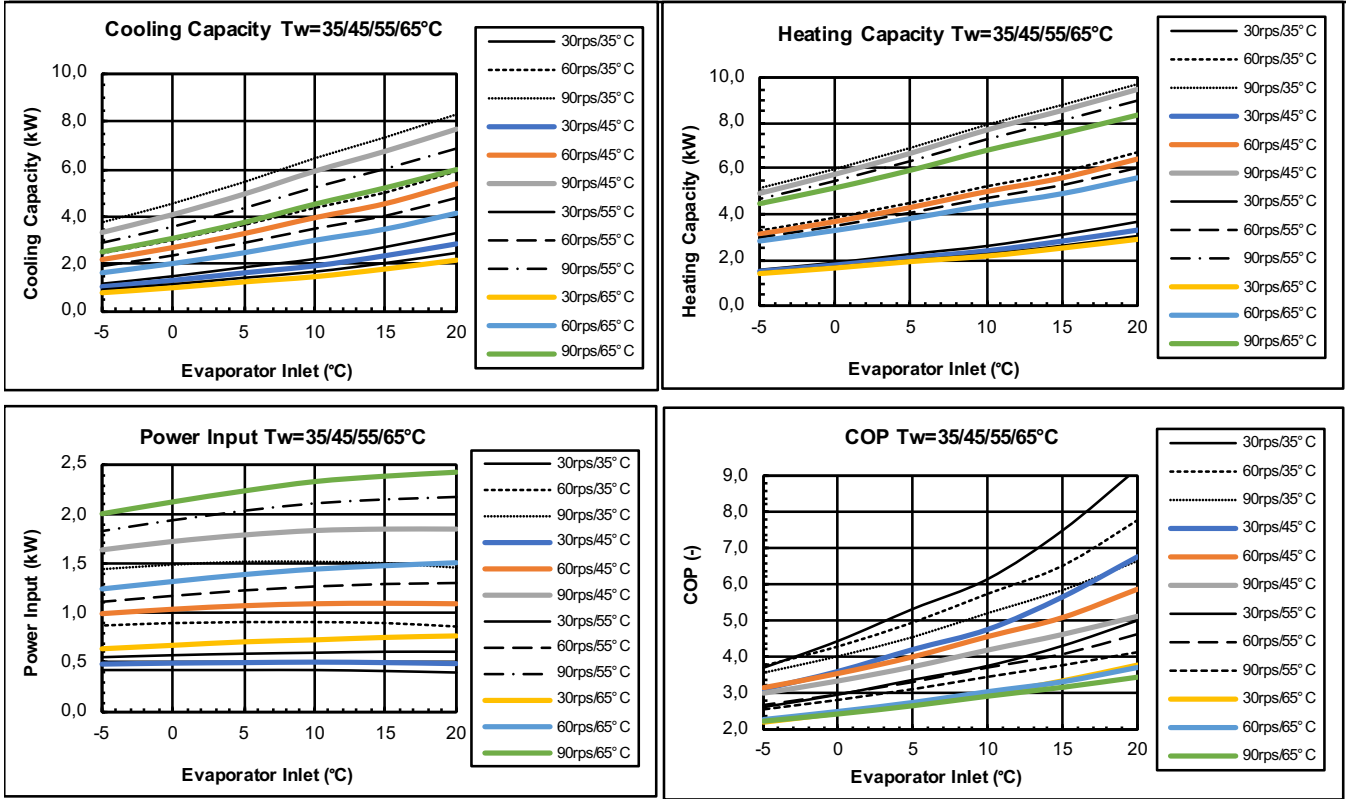 Cooling Capacity Tw=35/45/55/65°C
Cooling Capacity (kW)
10,0
8,0
6,0
4,0
2,0
0,0
-5 0 5 10 15 20
Evaporator Inlet (°C)
30rps/35°C
60rps/35°C
90rps/35°C
30rps/45°C
60rps/45°C
90rps/45°C
30rps/55°C
60rps/55°C
90rps/55°C
30rps/65°C
60rps/65°C
90rps/65°C
Heating Capacity Tw=35/45/55/65°C
Heating Capacity (kW)
10,0
8,0
6,0
4,0
2,0
0,0
-5 0 5 10 15 20
Evaporator Inlet (°C)
30rps/35°C
60rps/35°C
90rps/35°C
30rps/45°C
60rps/45°C
90rps/45°C
30rps/55°C
60rps/55°C
90rps/55°C
30rps/65°C
60rps/65°C
90rps/65°C
Power Input Tw=35/45/55/65°C
Power Input (kW)
2,5
2,0
1,5
1,0
0,5
0,0
-5 0 5 10 15 20
Evaporator Inlet (°C)
30rps/35°C
60rps/35°C
90rps/35°C
30rps/45°C
60rps/45°C
90rps/45°C
30rps/55°C
60rps/55°C
90rps/55°C
30rps/65°C
60rps/65°C
90rps/65°C
COP Tw=35/45/55/65°C
COP (-)
9,0
8,0
7,0
6,0
5,0
4,0
3,0
2,0
-5 0 5 10 15 20
Evaporator Inlet (°C)
30rps/35°C
60rps/35°C
90rps/35°C
30rps/45°C
60rps/45°C
90rps/45°C
30rps/55°C
60rps/55°C
90rps/55°C
30rps/65°C
60rps/65°C
90rps/65°C